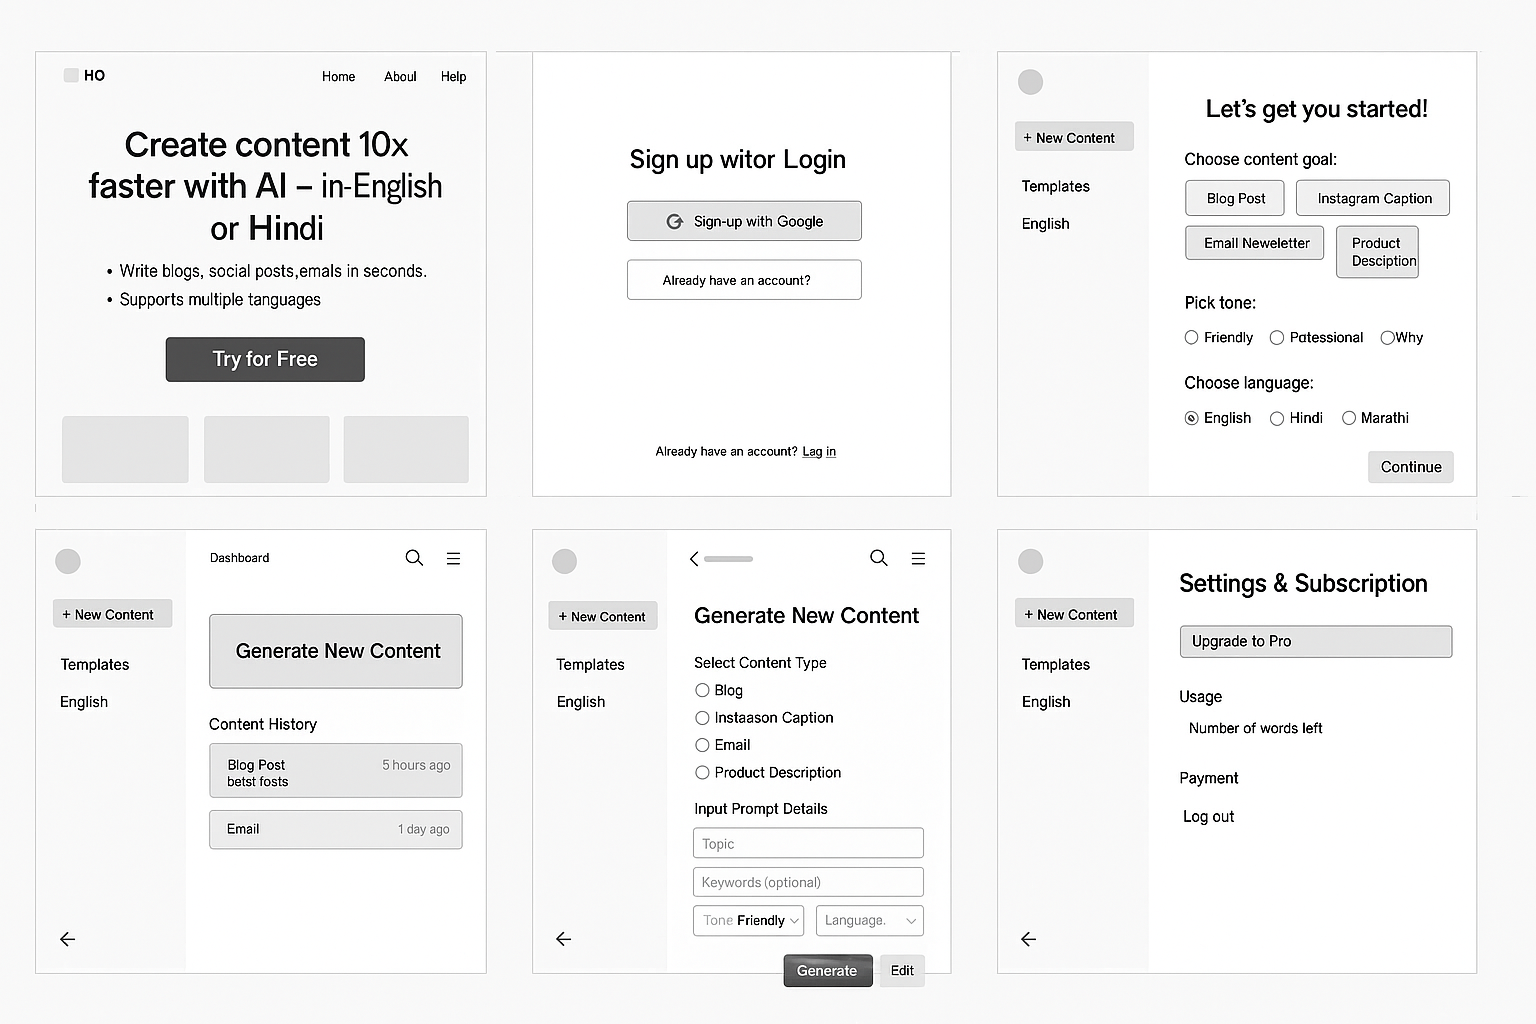 HO
Home Aboul Help
Create content 10x
faster with AI – in-English
or Hindi
• Write blogs, social posts,emals in seconds.
• Supports multiple tanguages
Try for Free
Sign up witor Login
Sign-up with Google
Already have an account?
Already have an account? Lag in
+ New Content
Templates
English
Let's get you started!
Choose content goal:
Blog Post
Instagram Caption
Email Neweletter
Product
Desciption
Pick tone:
Friendly Patessional Why
Choose language:
English Hindi Marathi
Continue
+ New Content
Templates
English
Dashboard
Generate New Content
Content History
Blog Post 5 hours ago
betst fosts
Email 1 day ago
+ New Content
Templates
English
Generate New Content
Select Content Type
Blog
Instaason Caption
Email
Product Description
Input Prompt Details
Topic
Keywords (optional)
Tone Friendly Language.
Generate Edit
+ New Content
Templates
English
Settings & Subscription
Upgrade to Pro
Usage
Number of words left
Payment
Log out